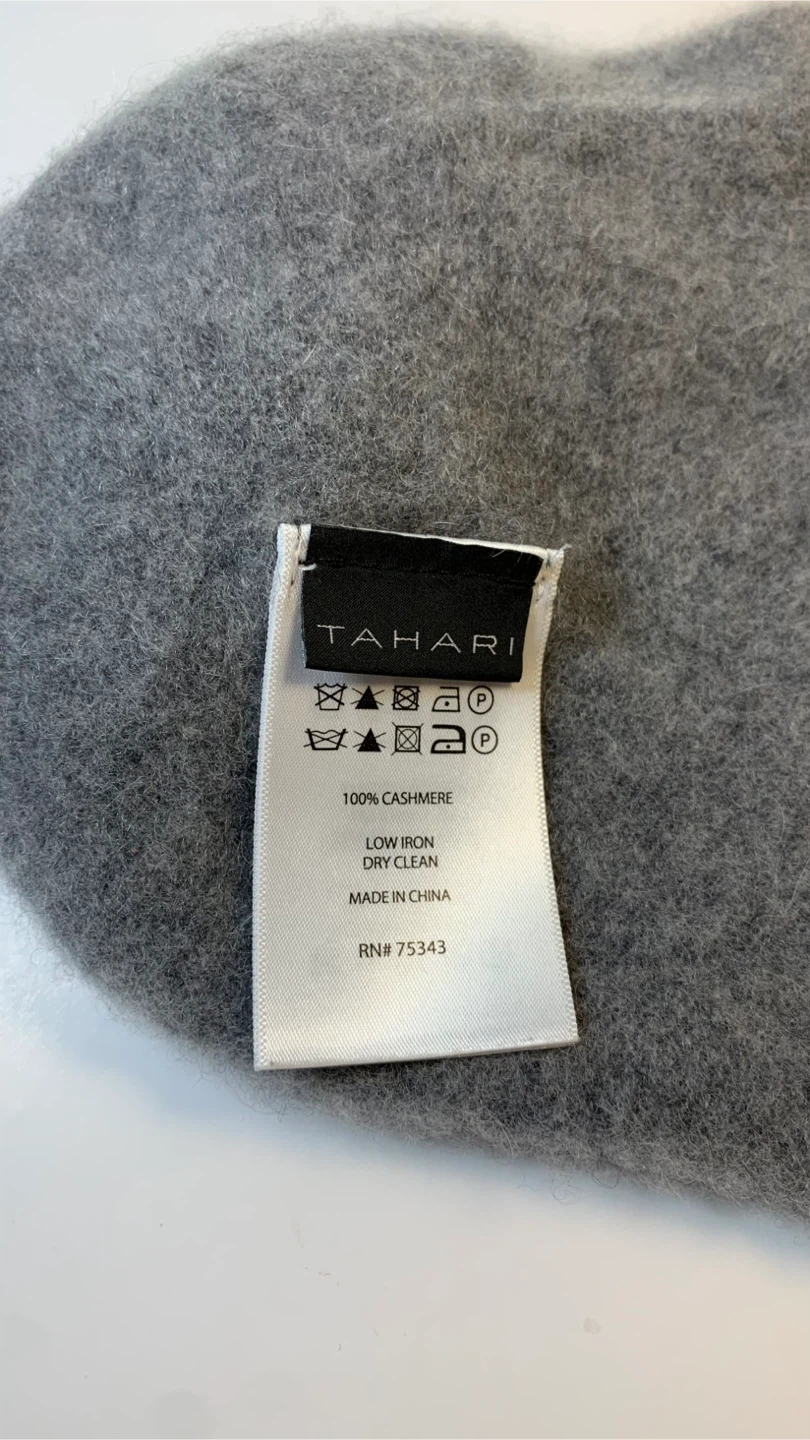 TAHARI
P
P
100% CASHMERE
LOW IRON
DRY CLEAN
MADE IN CHINA
RN# 75343